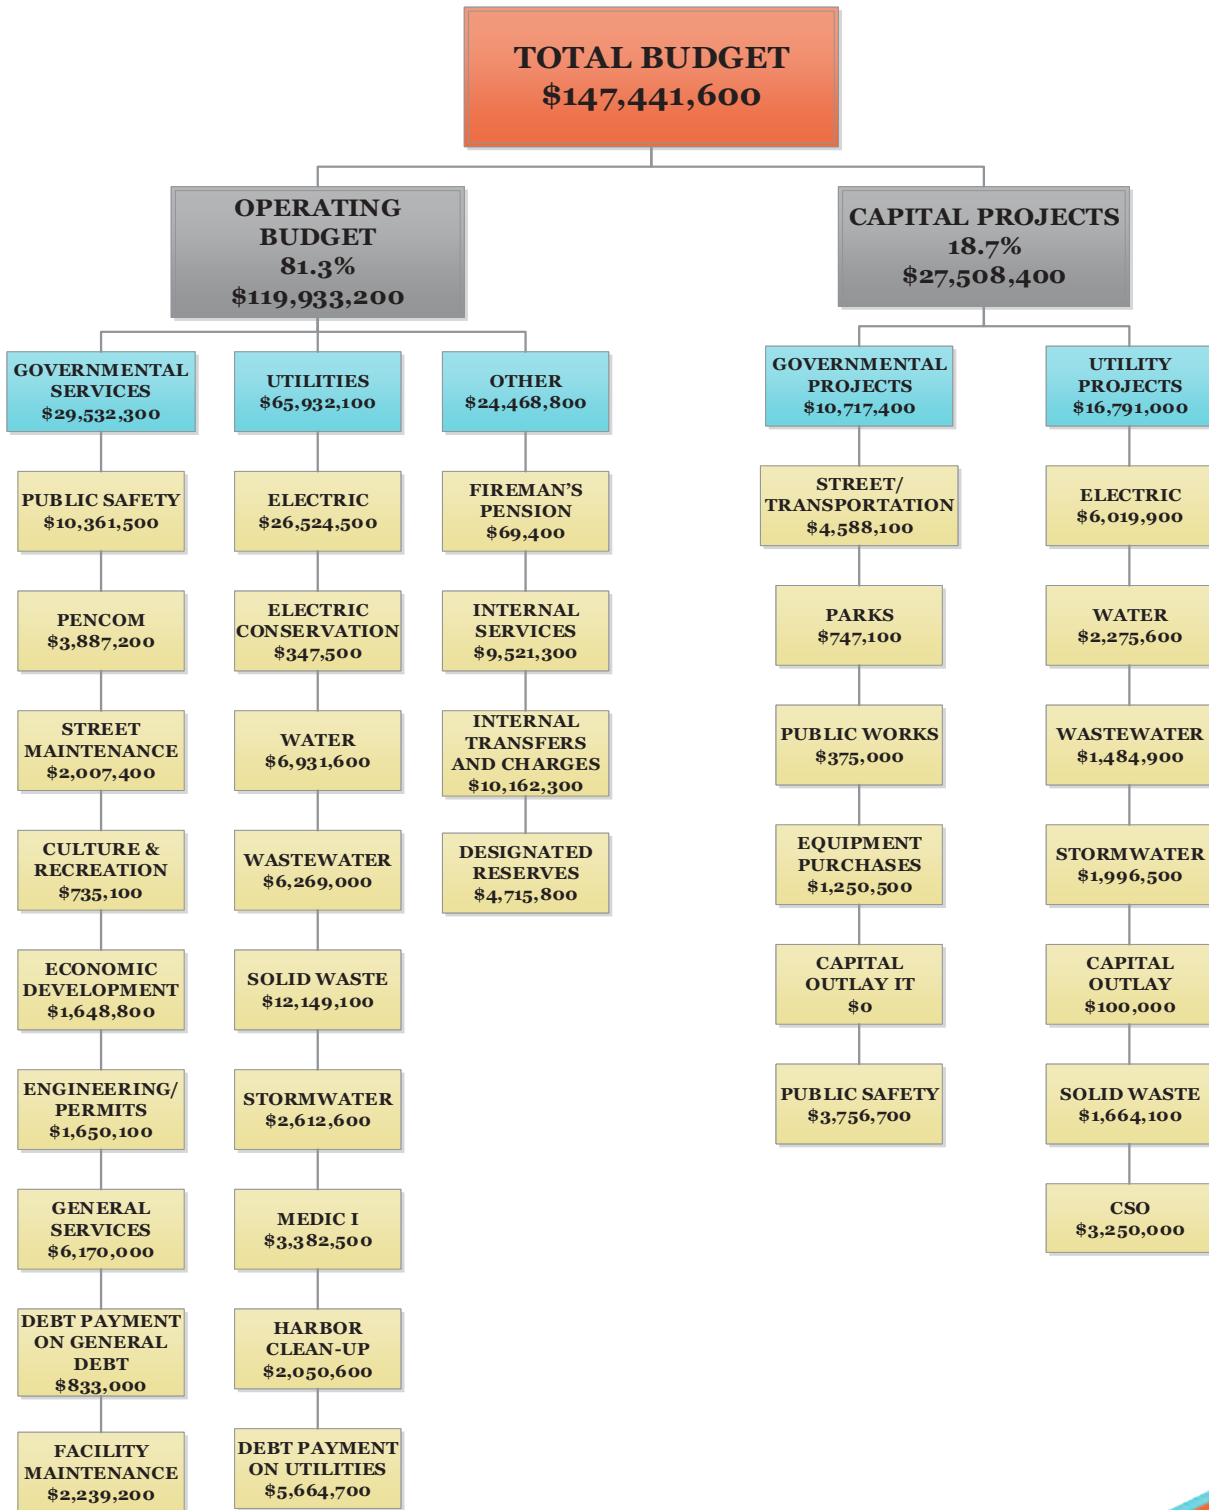 TOTAL BUDGET
$147,441,600
OPERATING
BUDGET
81.3%
$119,933,200
CAPITAL PROJECTS
18.7%
$27,508,400
GOVERNMENTAL
SERVICES
$29,532,300
UTILITIES
$65,932,100
OTHER
$24,468,800
GOVERNMENTAL
PROJECTS
$10,717,400
UTILITY
PROJECTS
$16,791,000
PUBLIC SAFETY
$10,361,500
PENCOM
$3,887,200
STREET
MAINTENANCE
$2,007,400
CULTURE &
RECREATION
$735,100
ECONOMIC
DEVELOPMENT
$1,648,800
ENGINEERING/
PERMITS
$1,650,100
GENERAL
SERVICES
$6,170,000
DEBT PAYMENT
ON GENERAL
DEBT
$833,000
FACILITY
MAINTENANCE
$2,239,200
ELECTRIC
$26,524,500
ELECTRIC
CONSERVATION
$347,500
WATER
$6,931,600
WASTEWATER
$6,269,000
SOLID WASTE
$12,149,100
STORMWATER
$2,612,600
MEDIC I
$3,382,500
HARBOR
CLEAN-UP
$2,050,600
DEBT PAYMENT
ON UTILITIES
$5,664,700
FIREMAN'S
PENSION
$69,400
INTERNAL
SERVICES
$9,521,300
INTERNAL
TRANSFERS
AND CHARGES
$10,162,300
DESIGNATED
RESERVES
$4,715,800
STREET/
TRANSPORTATION
$4,588,100
PARKS
$747,100
PUBLIC WORKS
$375,000
EQUIPMENT
PURCHASES
$1,250,500
CAPITAL
OUTLAY IT
$0
PUBLIC SAFETY
$3,756,700
ELECTRIC
$6,019,900
WATER
$2,275,600
WASTEWATER
$1,484,900
STORMWATER
$1,996,500
CAPITAL
OUTLAY
$100,000
SOLID WASTE
$1,664,100
CSO
$3,250,000